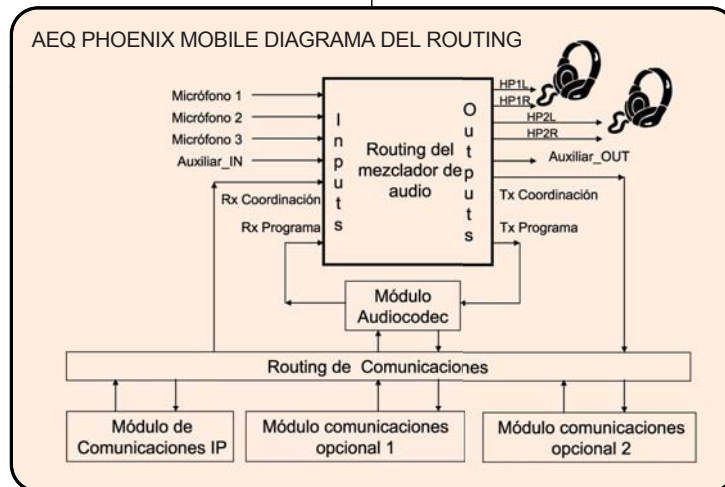 AEQ PHOENIX MOBILE DIAGRAMA DEL ROUTING
Micrófono 1
Micrófono 2
Micrófono 3
Auxiliar_IN
Rx Coordinación
Rx Programa
Inputs
Routing del
mezclador de
audio
Outputs
HP1L
HP1R
HP2L
HP2R
Auxiliar_OUT
Tx Coordinación
Tx Programa
Módulo
Audiocodec
Routing de Comunicaciones
Módulo de
Comunicaciones IP
Módulo comunicaciones
opcional 1
Módulo comunicaciones
opcional 2